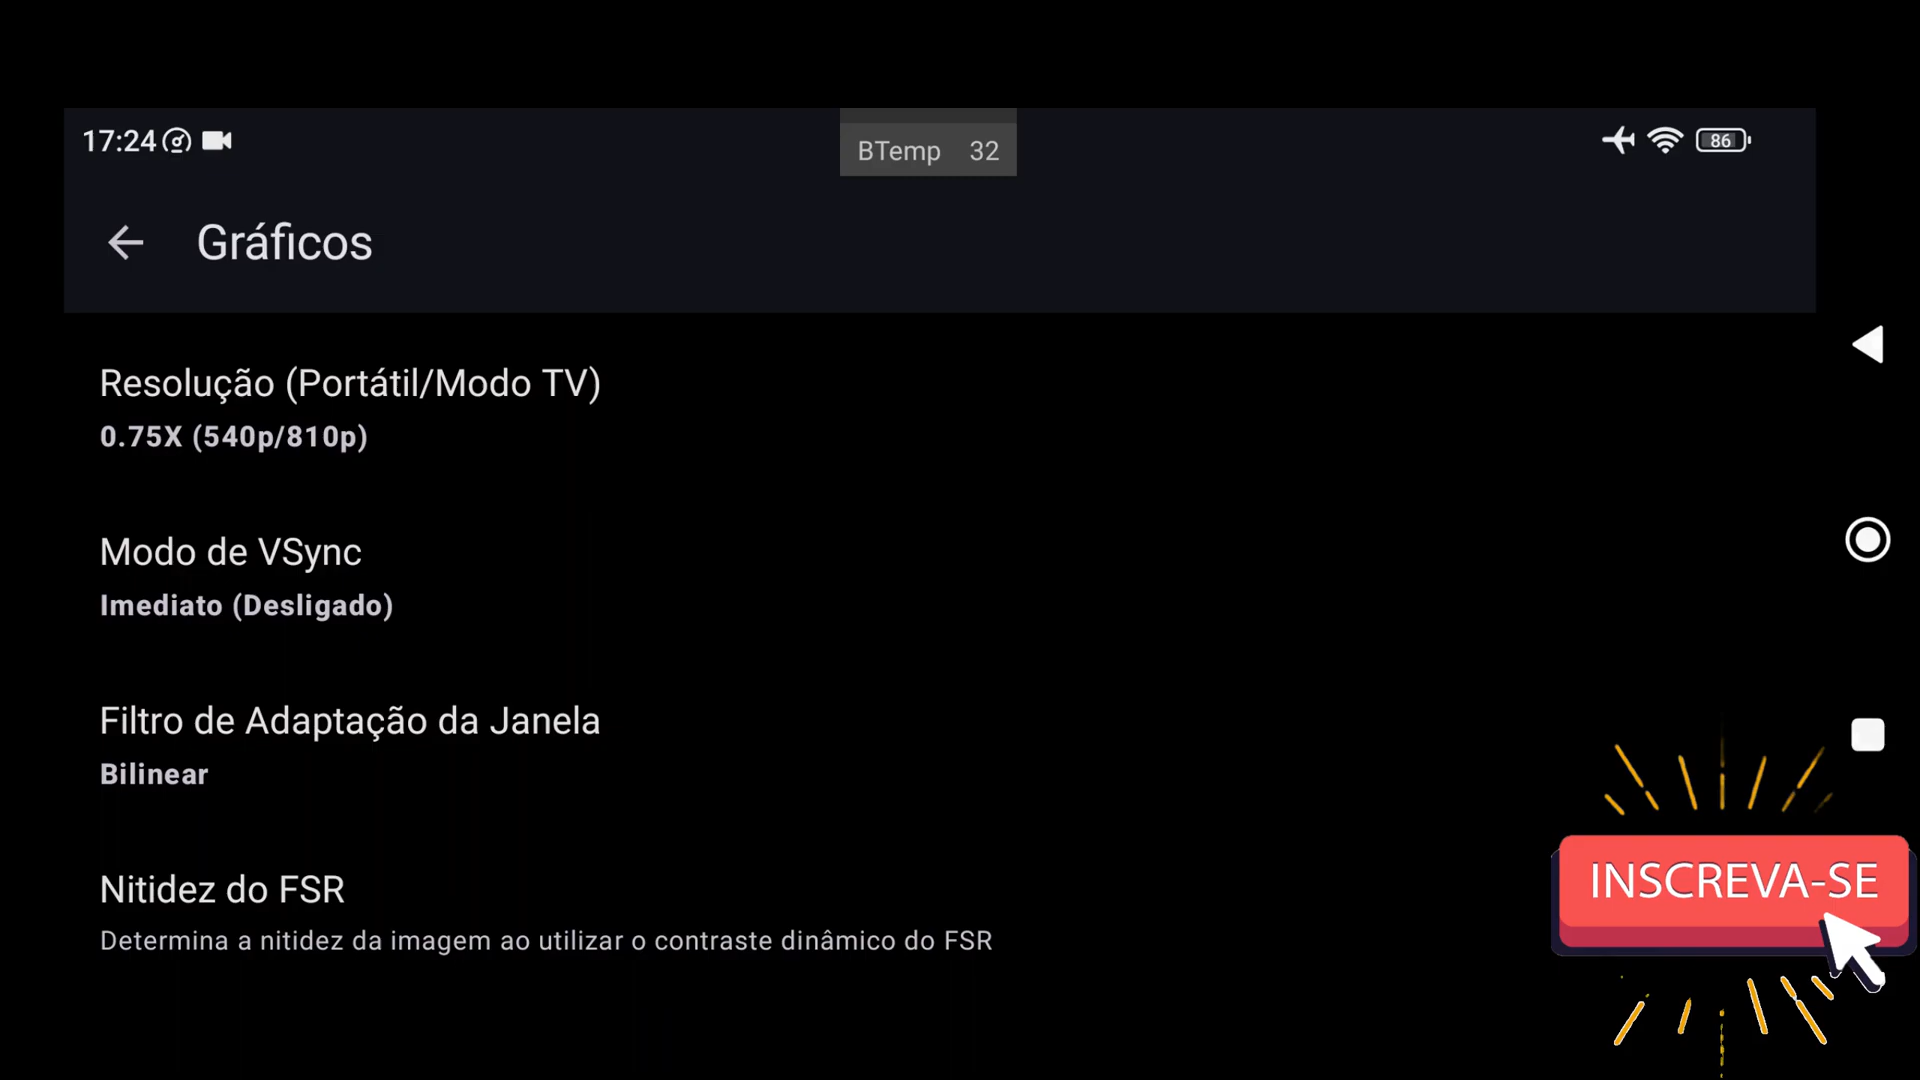 17:24
BTemp 32
86
Gráficos
Resolução (Portátil/Modo TV)
0.75X (540p/810p)
Modo de VSync
Imediato (Desligado)
Filtro de Adaptação da Janela
Bilinear
Nitidez do FSR
Determina a nitidez da imagem ao utilizar o contraste dinâmico do FSR
INSCREVA-SE